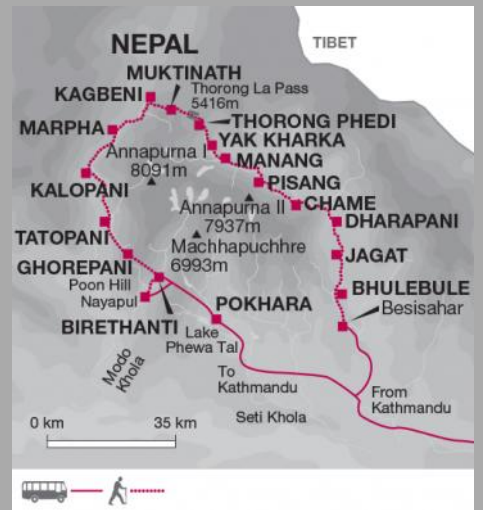 NEPAL
TIBET
MUKTINATH
Thorong La Pass
5416m
KAGBENI
THORONG PHEDI
MARPHA
YAK KHARKA
Annapurna I
8091m
MANANG
PISANG
KALOPANI
Annapurna II
7937m
CHAME
DHARAPANI
TATOPANI
Machhapuchhre
6993m
JAGAT
GHOREPANI
Poon Hill
Nayapul
BHULEBULE
Besisahar
POKHARA
BIRETHANTI
Lake
Phewa Tal
Modo
Khola
To
Kathmandu
From
Kathmandu
Seti Khola
0 km
35 km